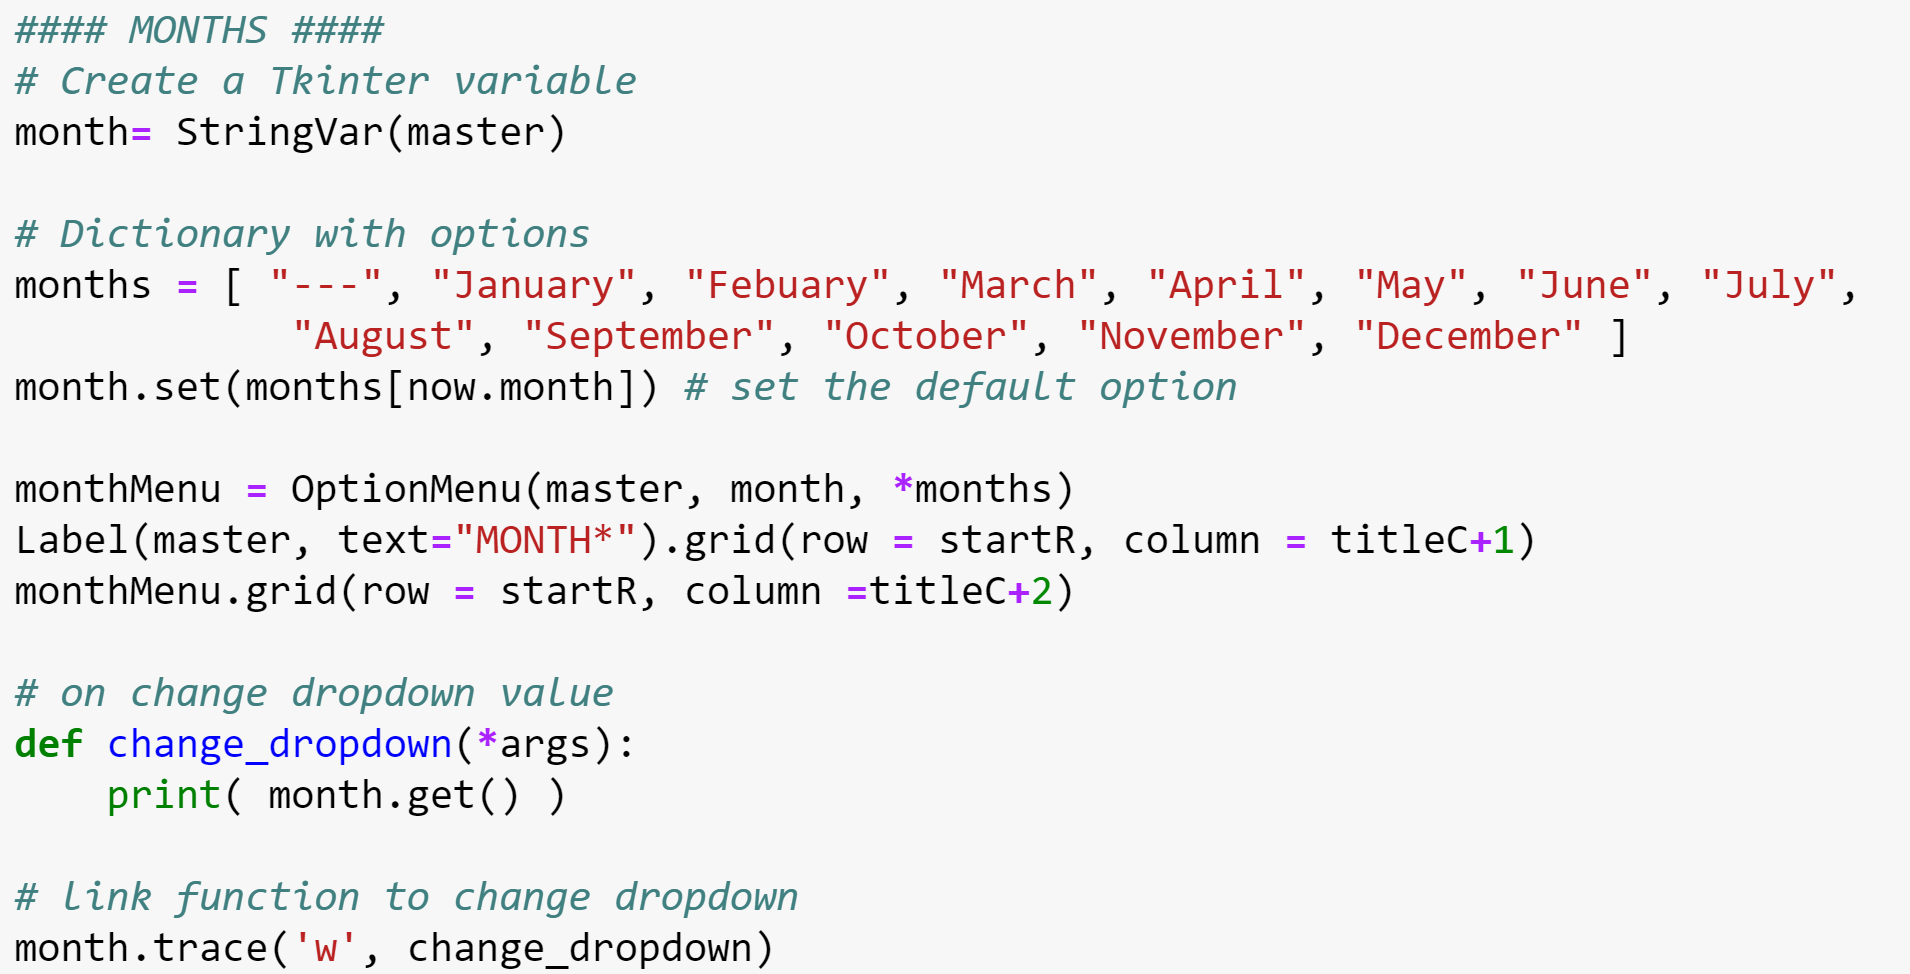 #### MONTHS ####
# Create a Tkinter variable
month= StringVar(master)
# Dictionary with options
months = [ "---", "January", "Febuary", "March", "April", "May", "June", "July",
"August", "September", "October", "November", "December" ]
month.set(months[now.month]) # set the default option
monthMenu = OptionMenu(master, month, *months)
Label(master, text="MONTH*").grid(row = startR, column = titleC+1)
monthMenu.grid(row = startR, column =titleC+2)
# on change dropdown value
def change_dropdown(*args):
print( month.get() )
# link function to change dropdown
month.trace('w', change_dropdown)